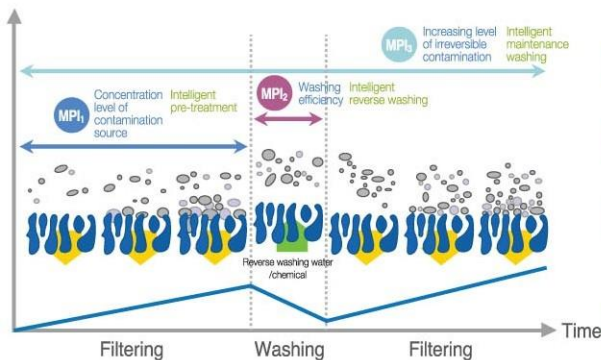 MPI3
Increasing level
of irreversible
contamination
Intelligent
maintenance
washing
MPI1
Concentration
level of
contamination
source
Intelligent
pre-treatment
MPI2
Washing
efficiency
Intelligent
reverse washing
Reverse washing water
/chemical
Time
Filtering
Washing
Filtering